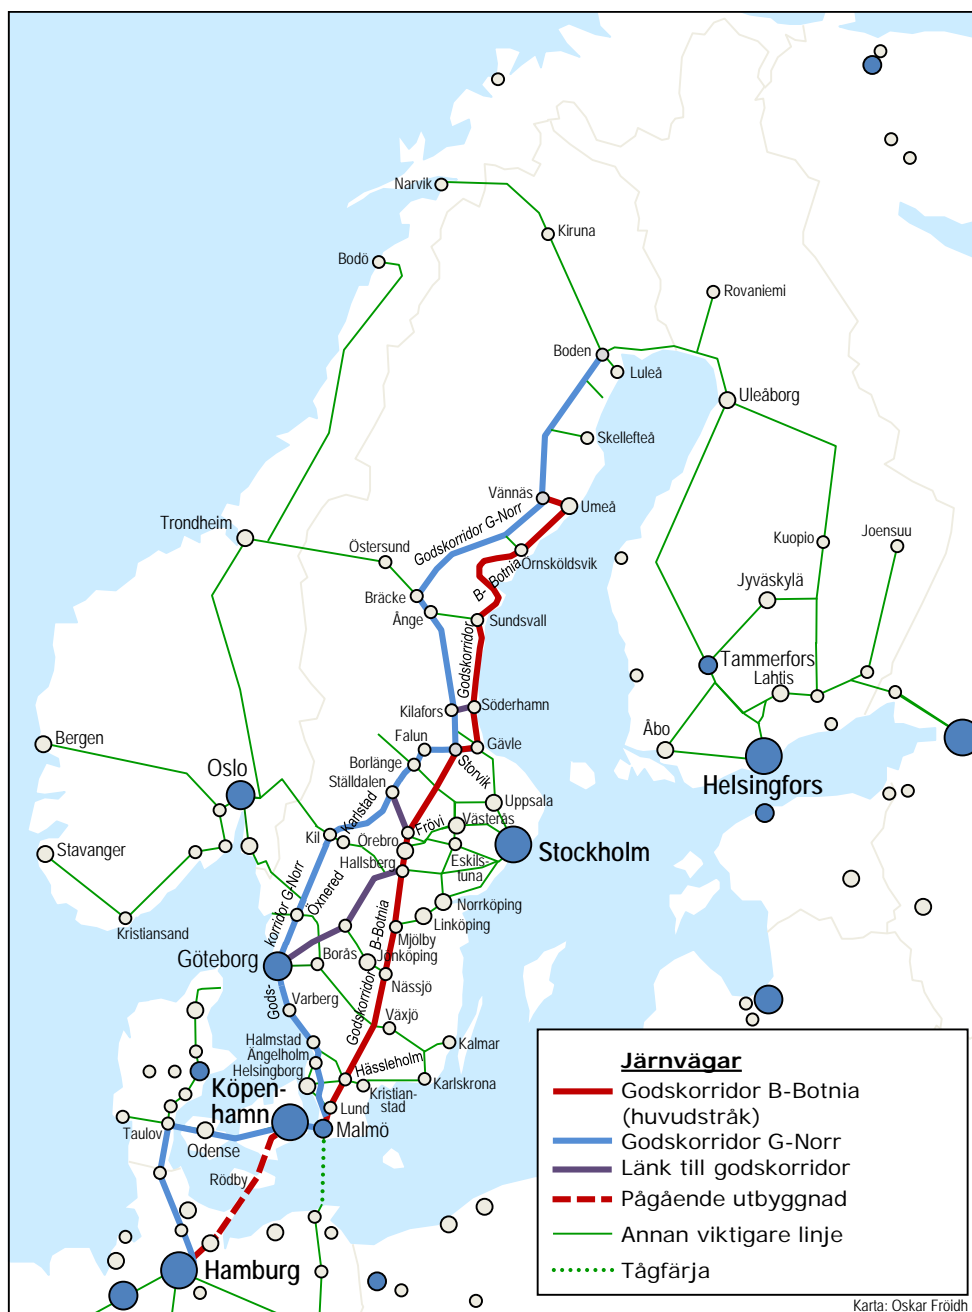 Narvik
Kiruna
Bodö
Rovaniemi
Boden
Luleå
Uleåborg
Skellefteå
Vännäs
Umeå
Trondheim
Godskorridor G-Norr
Östersund
Örnsköldsvik
Kuopio
Joensuu
B- Botnia
Jyväskylä
Bräcke
Ånge
Sundsvall
Godskorridor
Tammerfors
Lahtis
Kilafors
Söderhamn
Åbo
Bergen
Falun
Gävle
Storvik
Helsingfors
Oslo
Borlänge
Ställdalen
Uppsala
Karlstad
Frövi
Västerås
Kil
Örebro
Stockholm
Stavanger
Hallsberg
Eskils-
tuna
korridor G-Norr
Öxnered
Norrköping
Linköping
Kristiansand
B-Botnia
Mjölby
Jönköping
Göteborg
Borås
Nässjö
Gods-
Godskorridor
Varberg
Växjö
Halmstad
Kalmar
Ängelholm
Helsingborg
Hässleholm
Karlskrona
Kristian-
stad
Köpen-
hamn
Lund
Malmö
Taulov
Odense
Rödby
Hamburg
Järnvägar
Godskorridor B-Botnia
(huvudstråk)
Godskorridor G-Norr
Länk till godskorridor
Pågående utbyggnad
Annan viktigare linje
Tågfärja
Karta: Oskar Fröidh